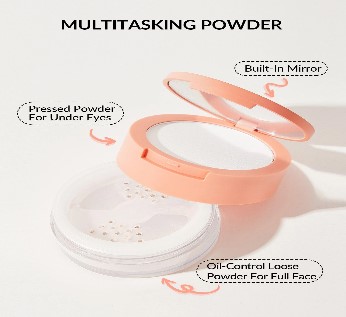 MULTITASKING POWDER
Built-In Mirror
Pressed Powder
For Under Eyes
Oil-Control Loose
Powder For Full Face